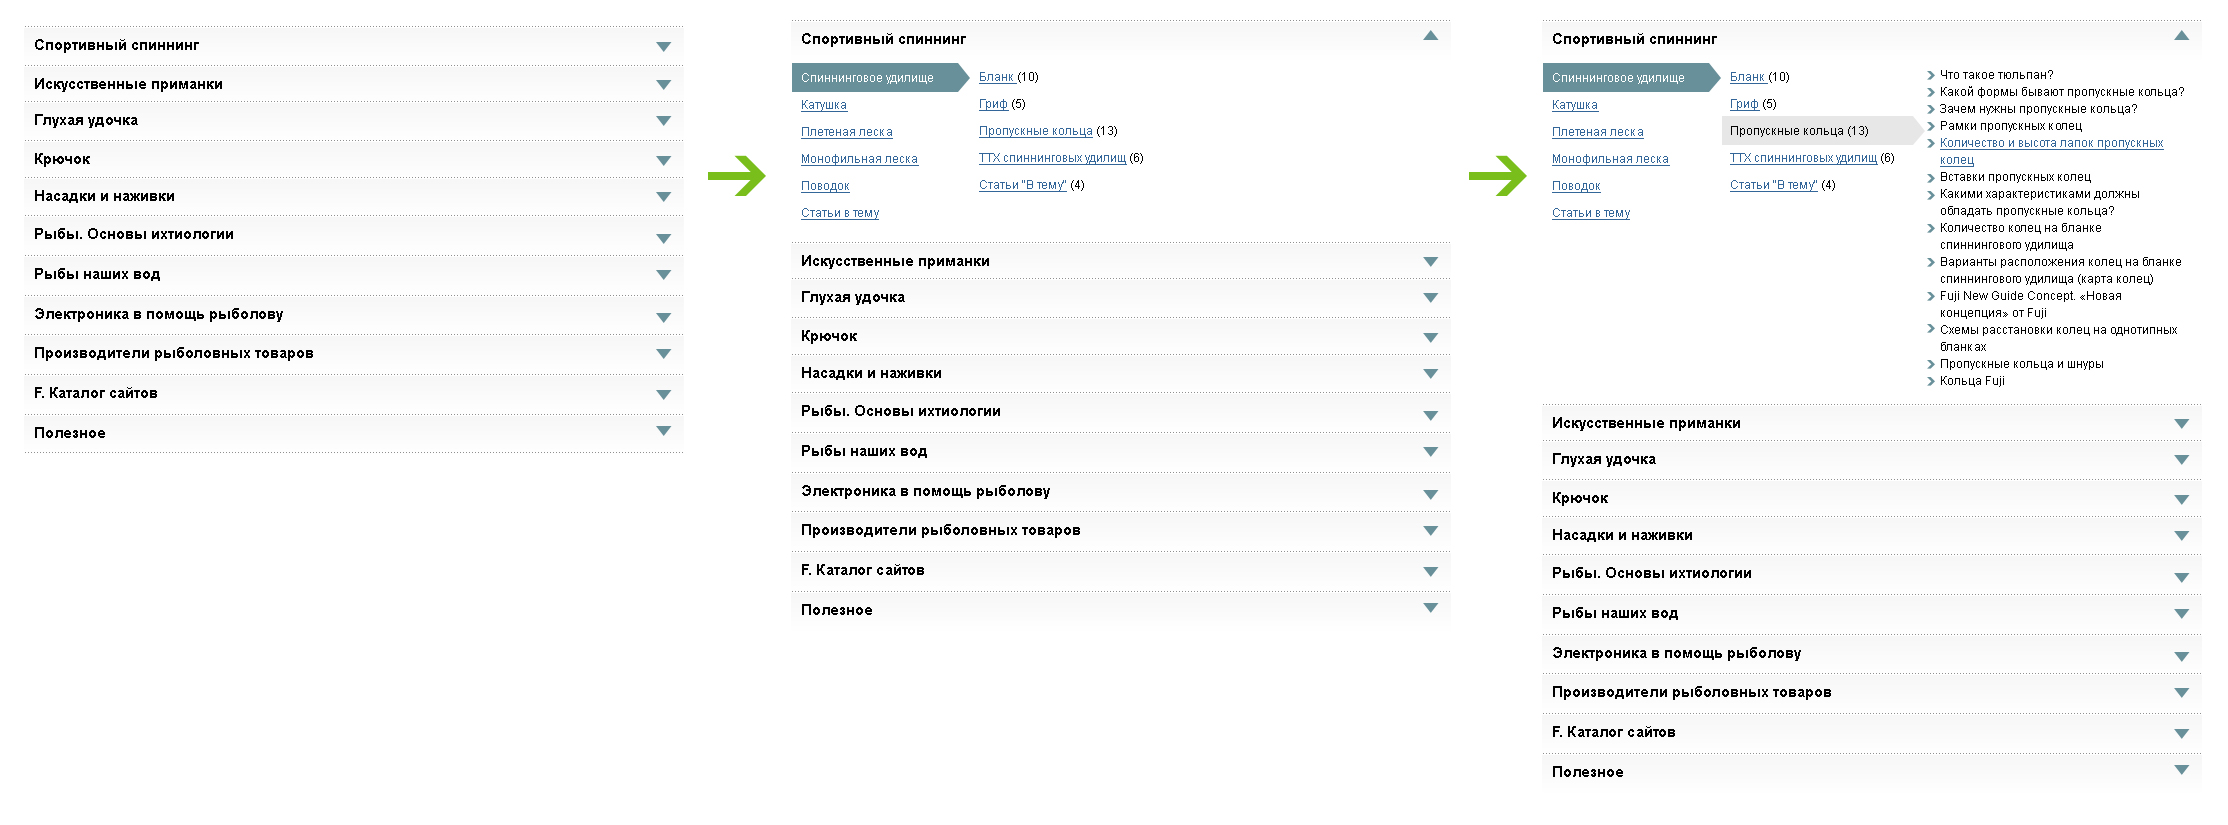 Спортивный спиннинг
Искусственные приманки
Глухая удочка
Крючок
Насадки и наживки
Рыбы. Основы ихтиологии
Рыбы наших вод
Электроника в помощь рыболову
Производители рыболовных товаров
F. Каталог сайтов
Полезное
Спортивный спиннинг
Спиннинговое удилище
Катушка
Плетеная леска
Монофильная леска
Поводок
Статьи в тему
Бланк (10)
Гриф (5)
Пропускные кольца (13)
ТТХ спиннинговых удилищ (6)
Статьи "В тему" (4)
Искусственные приманки
Глухая удочка
Крючок
Насадки и наживки
Рыбы. Основы ихтиологии
Рыбы наших вод
Электроника в помощь рыболову
Производители рыболовных товаров
F. Каталог сайтов
Полезное
Спортивный спиннинг
Спиннинговое удилище
Катушка
Плетеная леска
Монофильная леска
Поводок
Статьи в тему
Бланк (10)
Гриф (5)
Пропускные кольца (13)
ТТХ спиннинговых удилищ (6)
Статьи "В тему" (4)
Что такое тюльпан?
Какой формы бывают пропускные кольца?
Зачем нужны пропускные кольца?
Рамки пропускных колец
Количество и высота лапок пропускных
колец
Вставки пропускных колец
Какими характеристиками должны
обладать пропускные кольца?
Количество колец на бланке
спиннингового удилища
Варианты расположения колец на бланке
спиннингового удилища (карта колец)
Fuji New Guide Concept. «Новая
концепция» от Fuji
Схемы расстановки колец на однотипных
бланках
Пропускные кольца и шнуры
Кольца Fuji
Искусственные приманки
Глухая удочка
Крючок
Насадки и наживки
Рыбы. Основы ихтиологии
Рыбы наших вод
Электроника в помощь рыболову
Производители рыболовных товаров
F. Каталог сайтов
Полезное